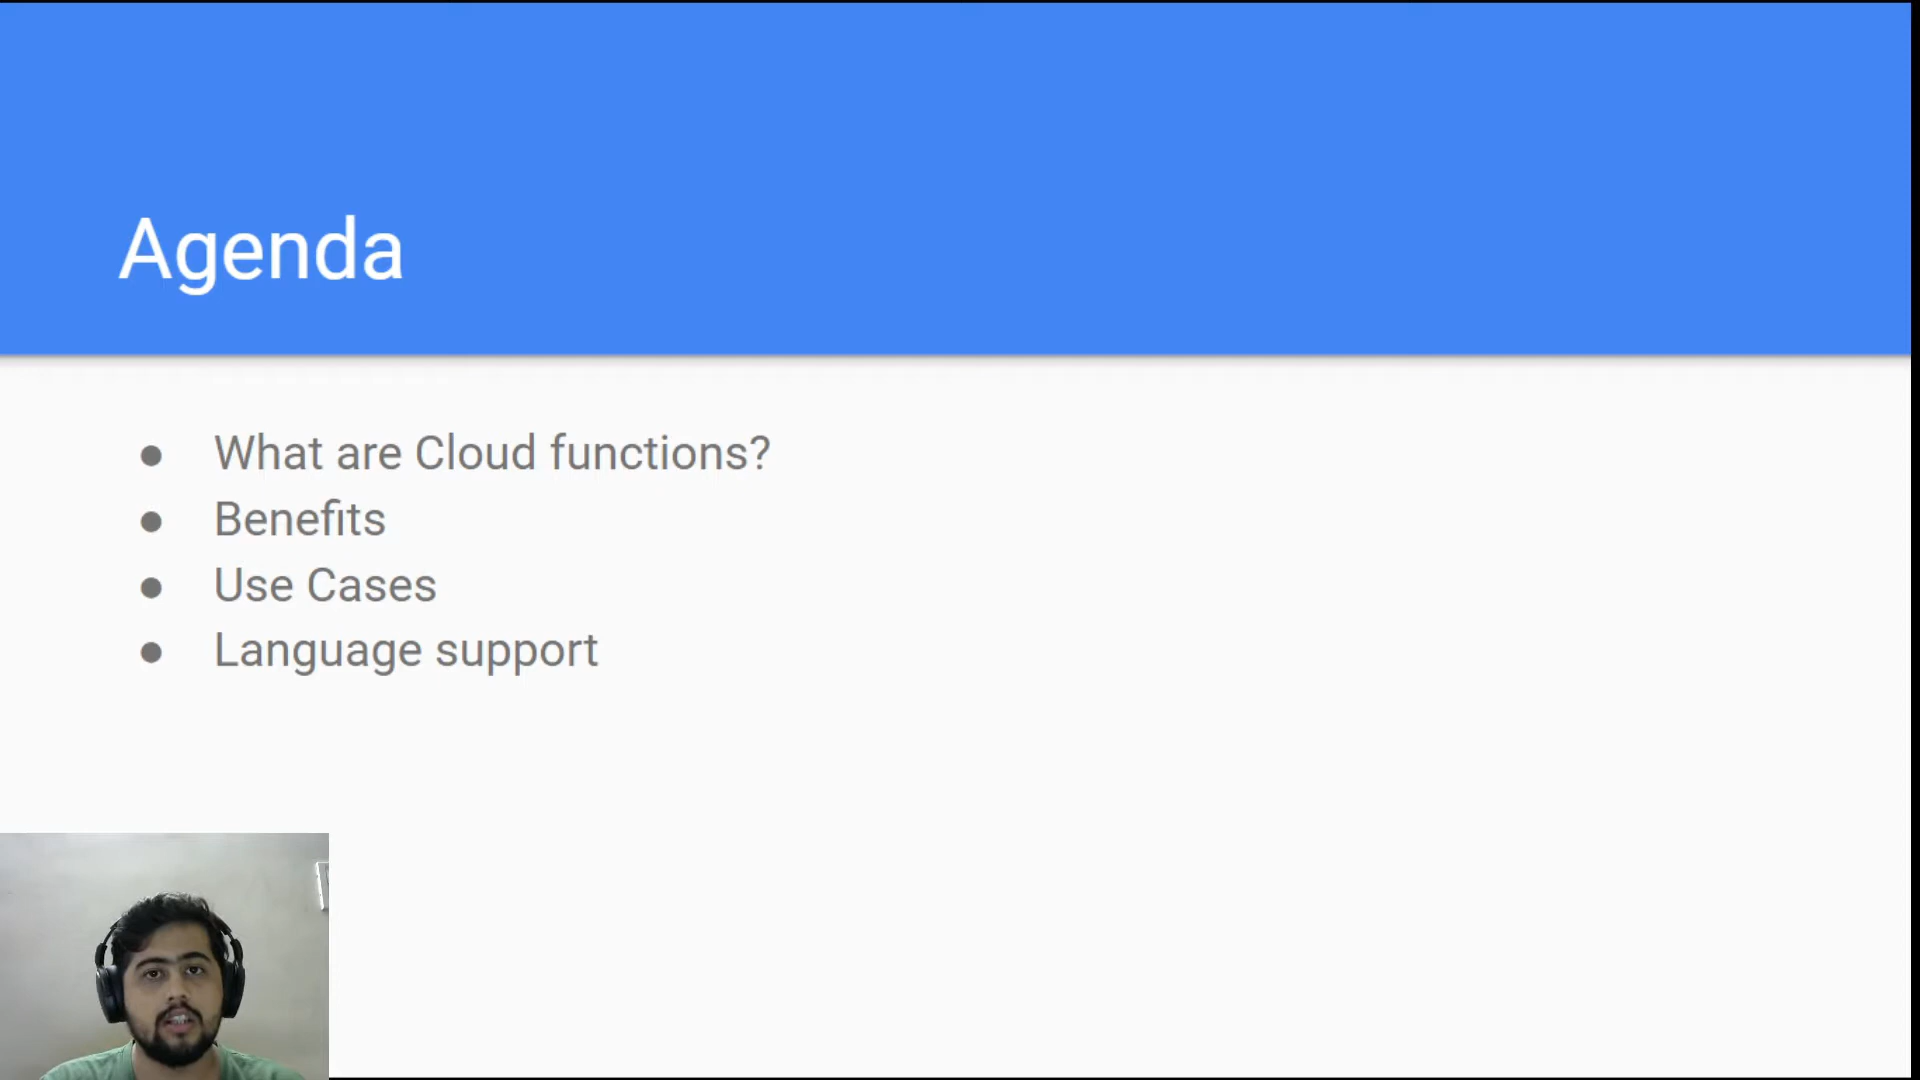 Agenda
● What are Cloud functions?
● Benefits
● Use Cases
● Language support